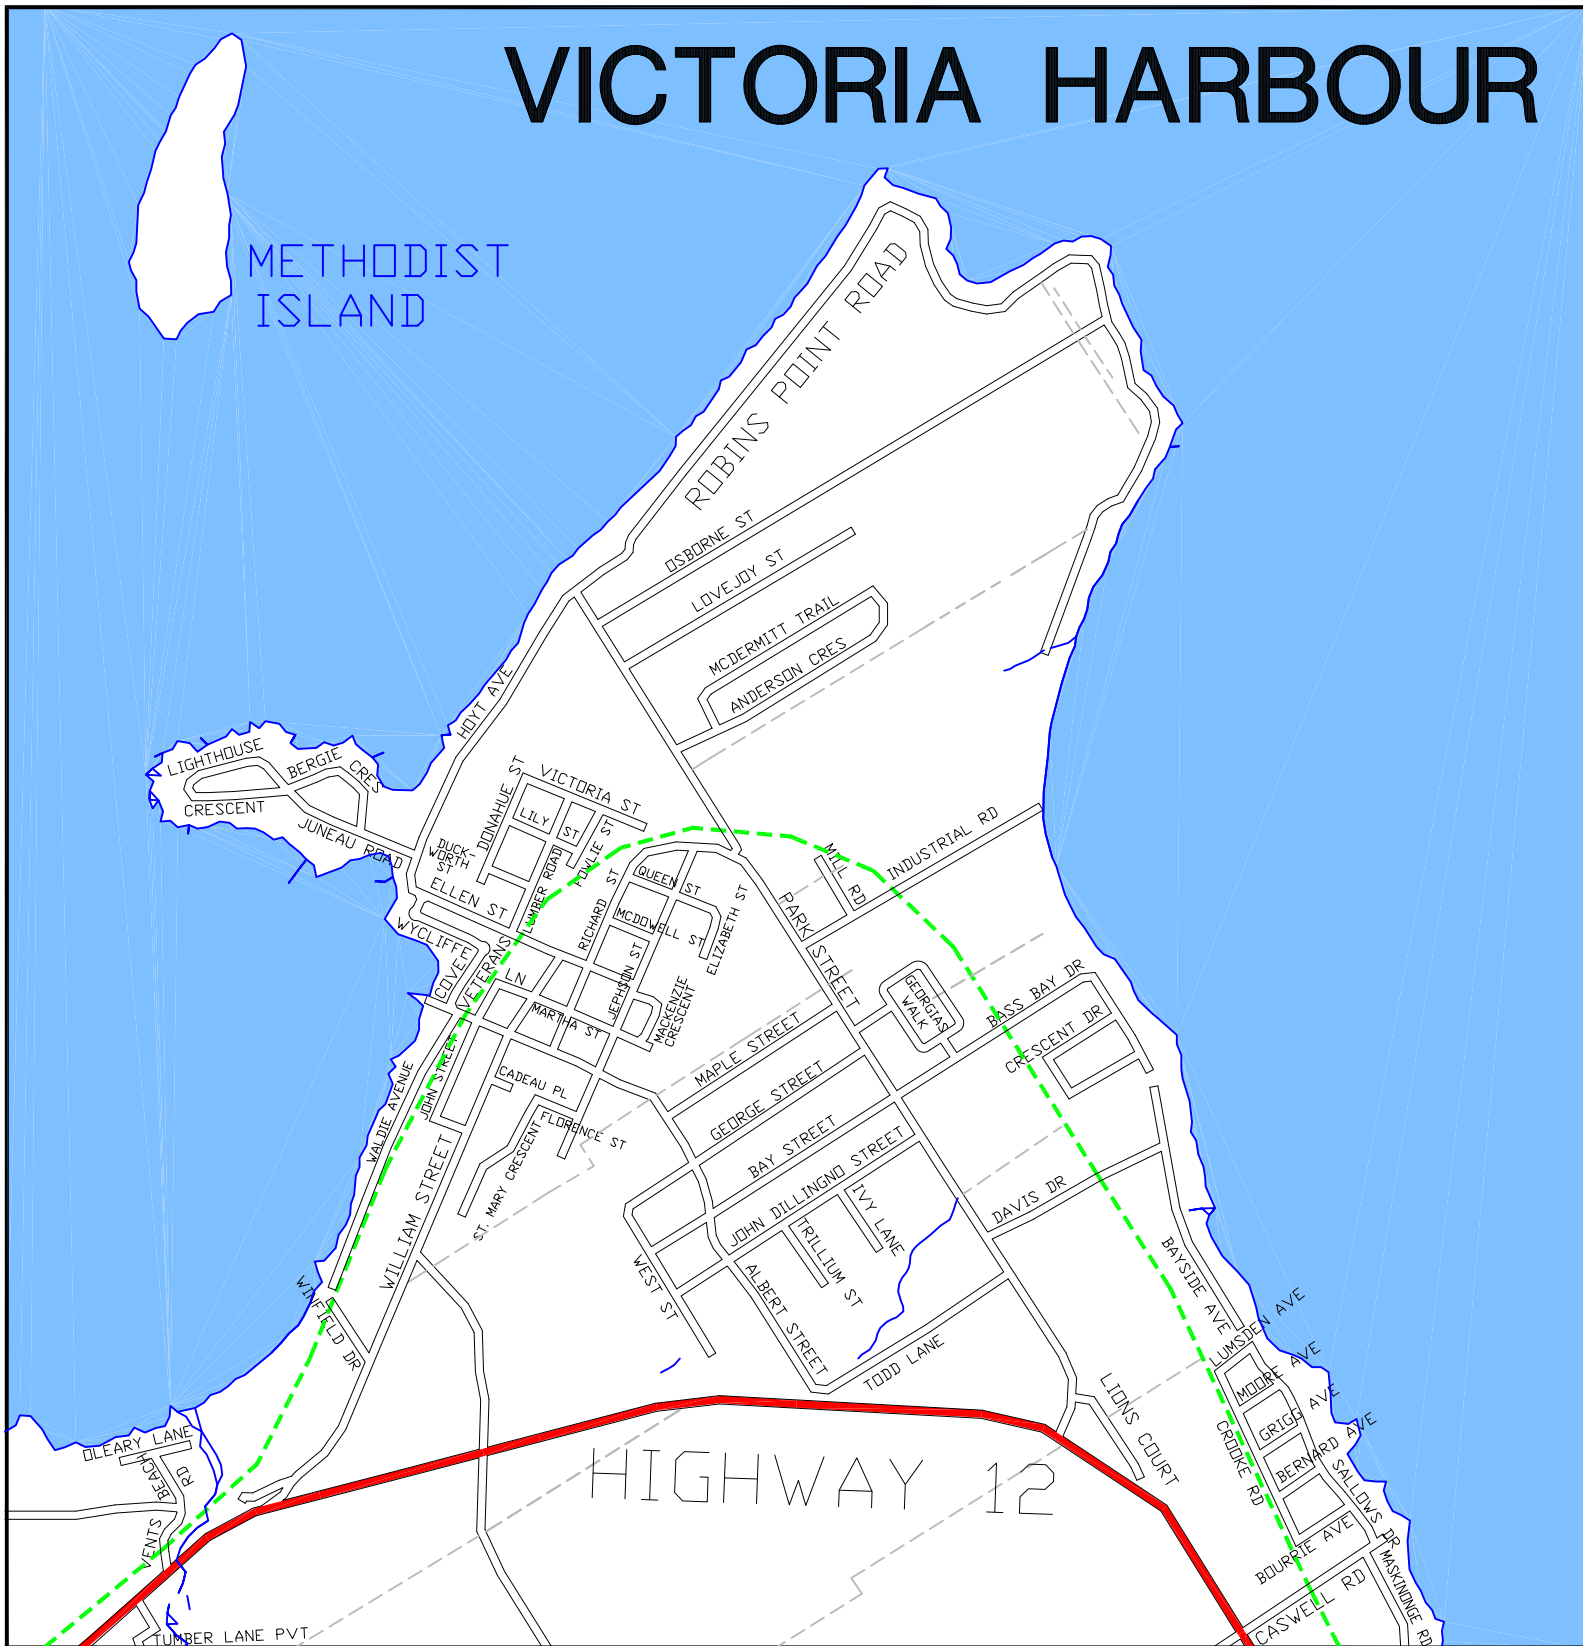 VICTORIA HARBOUR
METHODIST
ISLAND
ROBINS POINT ROAD
OSBORNE ST
LOVEJOY ST
MCDERMITT TRAIL
ANDERSON CRES
HOYT AVE
LIGHTHOUSE
CRESCENT
BERGIE
CRES
JUNEAU ROAD
DONAHUE ST
VICTORIA ST
LILY
ST
DUCK-
WORTH
ST
FOWLIE ST
LUMBER ROAD
ELLEN ST
WYCLIFFE
COVE
VETERANS
LN
RICHARD ST
QUEEN ST
MCDOWELL ST
ELIZABETH ST
JEPHSON ST
MACKENZIE
CRESCENT
MARTHA ST
MILL RD
INDUSTRIAL RD
PARK STREET
GEORGIAS
WALK
BASS BAY DR
CRESCENT DR
MAPLE STREET
GEORGE STREET
BAY STREET
JOHN DILLINGNO STREET
JOHN STREET
WALDIE AVENUE
CADEAU PL
FLORENCE ST
ST. MARY CRESCENT
WILLIAM STREET
WINFIELD DR
IVY LANE
TRILLIUM ST
WEST ST
ALBERT STREET
TODD LANE
DAVIS DR
BAYSIDE AVE
LUMSDEN AVE
MOORE AVE
GRIGG AVE
BERNARD AVE
CROOKE RD
SALLOWS DR
BOURRIE AVE
CASWELL RD
MASKINONGE RD
LIONS COURT
HIGHWAY 12
OLEARY LANE
VENTS BEACH
RD
TUMBER LANE PVT